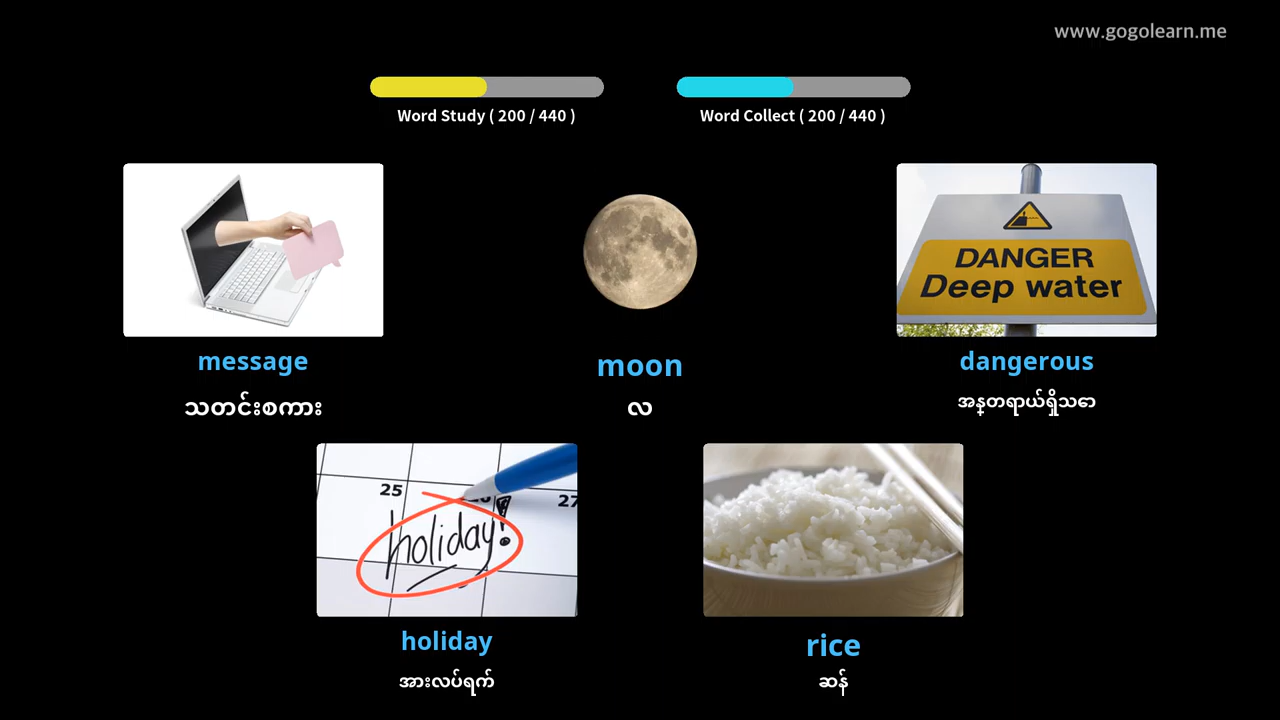 www.gogolearn.me
Word Study ( 200 / 440 )
Word Collect ( 200 / 440 )
DANGER
Deep water
message
moon
dangerous
သတင်းစကား
လ
အန္တရာယ်ရှိသော
25
27
holiday!
holiday
rice
အားလပ်ရက်
ဆန်